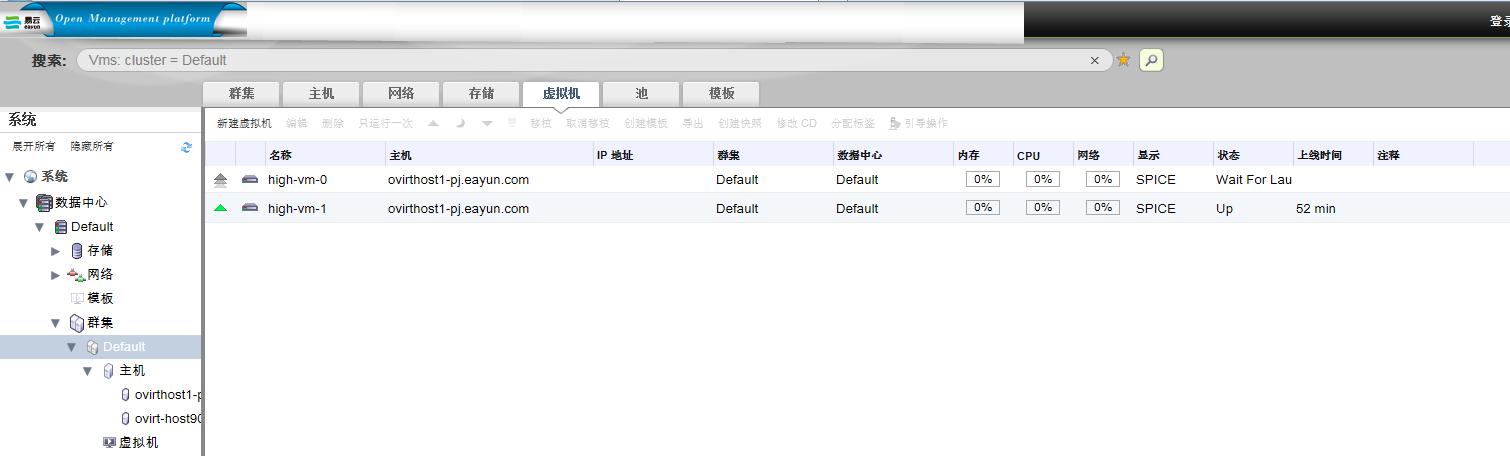 易云 eayun Open Management platform
登录
搜索: Vms: cluster = Default ×
群集 主机 网络 存储 虚拟机 池 模板
系统
展开所有 隐藏所有
系统
数据中心
Default
存储
网络
模板
群集
Default
主机
ovirthost1-p
ovirt-host90
虚拟机
新建虚拟机 编辑 删除 只运行一次 移植 取消移植 创建模板 导出 创建快照 修改 CD 分配标签 引导操作
名称 主机 IP 地址 群集 数据中心 内存 CPU 网络 显示 状态 上线时间 注释
high-vm-0 ovirthost1-pj.eayun.com Default Default 0% 0% 0% SPICE Wait For Lau
high-vm-1 ovirthost1-pj.eayun.com Default Default 0% 0% 0% SPICE Up 52 min